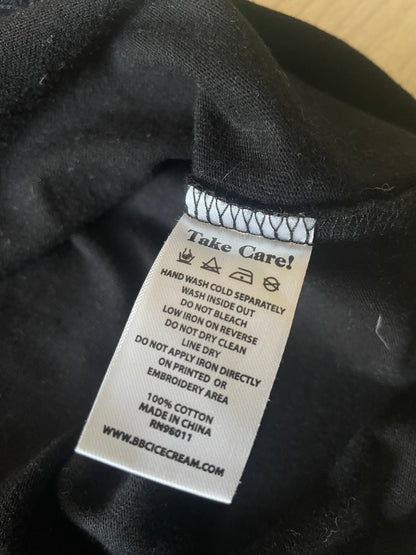 Take Care!
HAND WASH COLD SEPARATELY
WASH INSIDE OUT
DO NOT BLEACH
LOW IRON ON REVERSE
DO NOT DRY CLEAN
LINE DRY
DO NOT APPLY IRON DIRECTLY
ON PRINTED OR
EMBROIDERY AREA
100% COTTON
MADE IN CHINA
RN96011
WWW.BBCICECREAM.COM